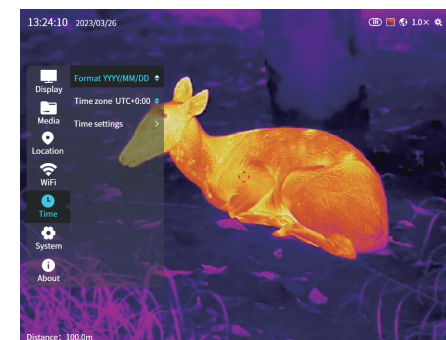 13:24:10 2023/03/26
IR 1.0×
Display
Format YYYY/MM/DD
Time zone UTC+0:00
Time settings >
Media
Location
WiFi
Time
System
About
Distance: 100.0m